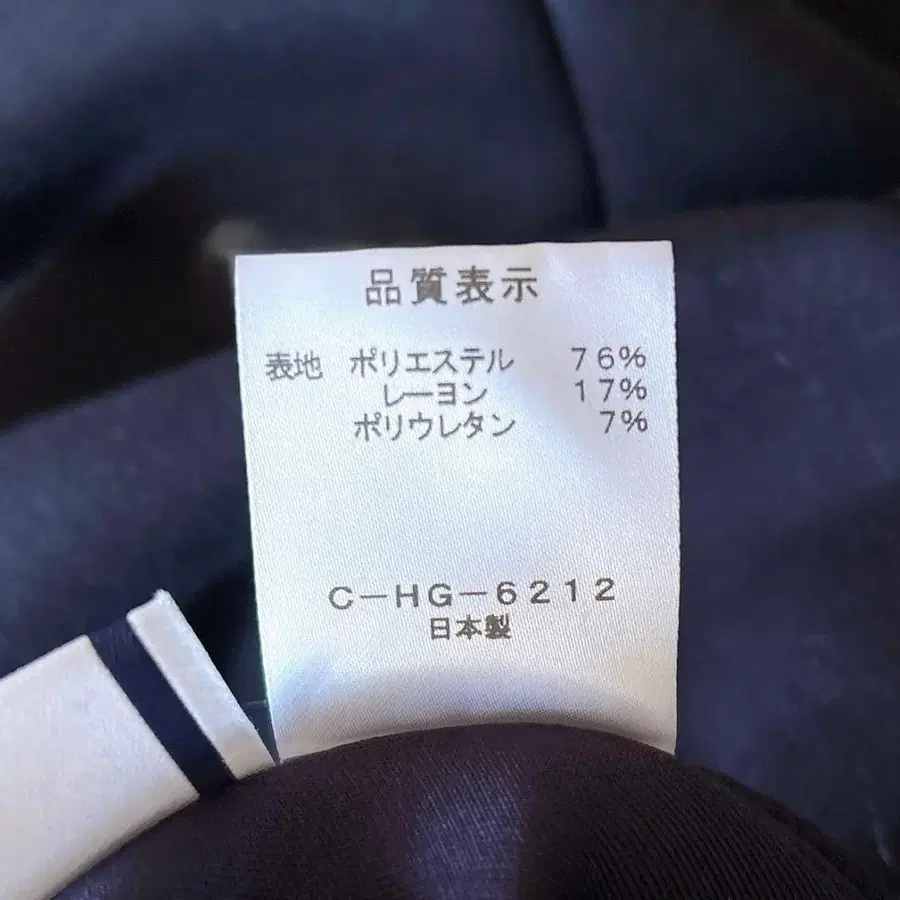 品質表示
表地 ポリエステル 76%
レーヨン 17%
ポリウレタン 7%
C-HG-6212
日本製